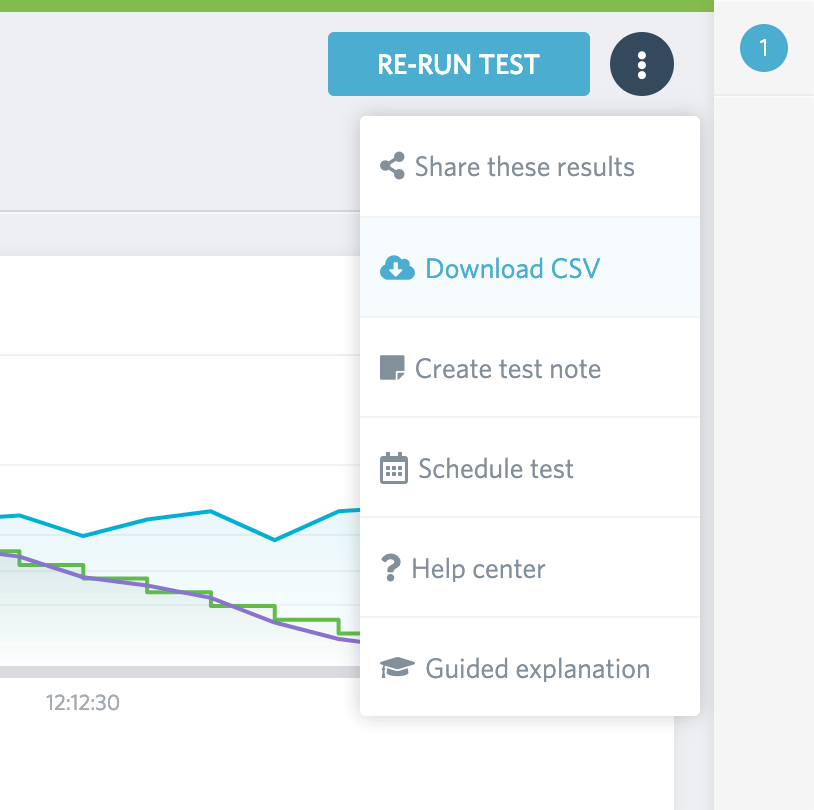 RE-RUN TEST
1
Share these results
Download CSV
Create test note
Schedule test
Help center
Guided explanation
12:12:30